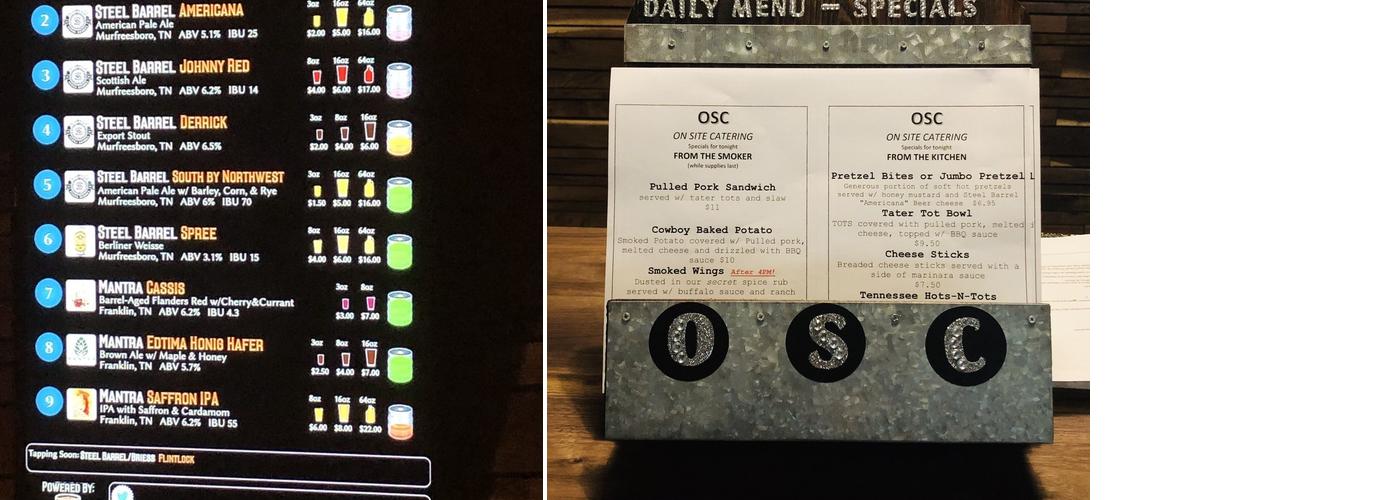 2
STEEL BARREL AMERICANA
American Pale Ale
Murfreesboro, TN ABV 5.1% IBU 25
3oz 16oz 64oz
$2.00 $5.00 $16.00
3
STEEL BARREL JOHNNY RED
Scottish Ale
Murfreesboro, TN ABV 6.2% IBU 14
8oz 16oz 64oz
$4.00 $6.00 $17.00
4
STEEL BARREL DERRICK
Export Stout
Murfreesboro, TN ABV 6.5%
3oz 8oz 16oz
$2.00 $4.00 $6.00
5
STEEL BARREL SOUTH BY NORTHWEST
American Pale Ale w/ Barley, Corn, & Rye
Murfreesboro, TN ABV 6% IBU 70
3oz 16oz 64oz
$1.50 $5.00 $16.00
6
STEEL BARREL SPREE
Berliner Weisse
Murfreesboro, TN ABV 3.1% IBU 15
8oz 16oz 64oz
$4.00 $6.00 $16.00
7
MANTRA CASSIS
Barrel-Aged Flanders Red w/Cherry&Currant
Franklin, TN ABV 6.2% IBU 4.3
3oz 8oz
$3.00 $7.00
8
MANTRA EDTIMA HONIG HAFER
Brown Ale w/ Maple & Honey
Franklin, TN ABV 5.7%
3oz 8oz 16oz
$2.50 $4.00 $7.00
9
MANTRA SAFFRON IPA
IPA with Saffron & Cardamom
Franklin, TN ABV 6.2% IBU 55
8oz 16oz 64oz
$6.00 $8.00 $22.00
Tapping Soon: STEEL BARREL/BRIESS FLINTLOCK
POWERED BY:
DAILY MENU - SPECIALS
OSC
ON SITE CATERING
Specials for tonight
FROM THE SMOKER
(while supplies last)
Pulled Pork Sandwich
served w/ tater tots and slaw
$11
Cowboy Baked Potato
Smoked Potato covered w/ Pulled pork,
melted cheese and drizzled with BBQ
sauce $10
Smoked Wings After 4PM!
Dusted in our secret spice rub
served w/ buffalo sauce and ranch
OSC
ON SITE CATERING
Specials for tonight
FROM THE KITCHEN
Pretzel Bites or Jumbo Pretzel
Generous portion of soft hot pretzels
served w/ honey mustard and Steel Barrel
"Americana" Beer cheese $6.95
Tater Tot Bowl
TOTS covered with pulled pork, melted
cheese, topped w/ BBQ sauce
$9.50
Cheese Sticks
Breaded cheese sticks served with a
side of marinara sauce
$7.50
Tennessee Hots-N-Tots
O S C